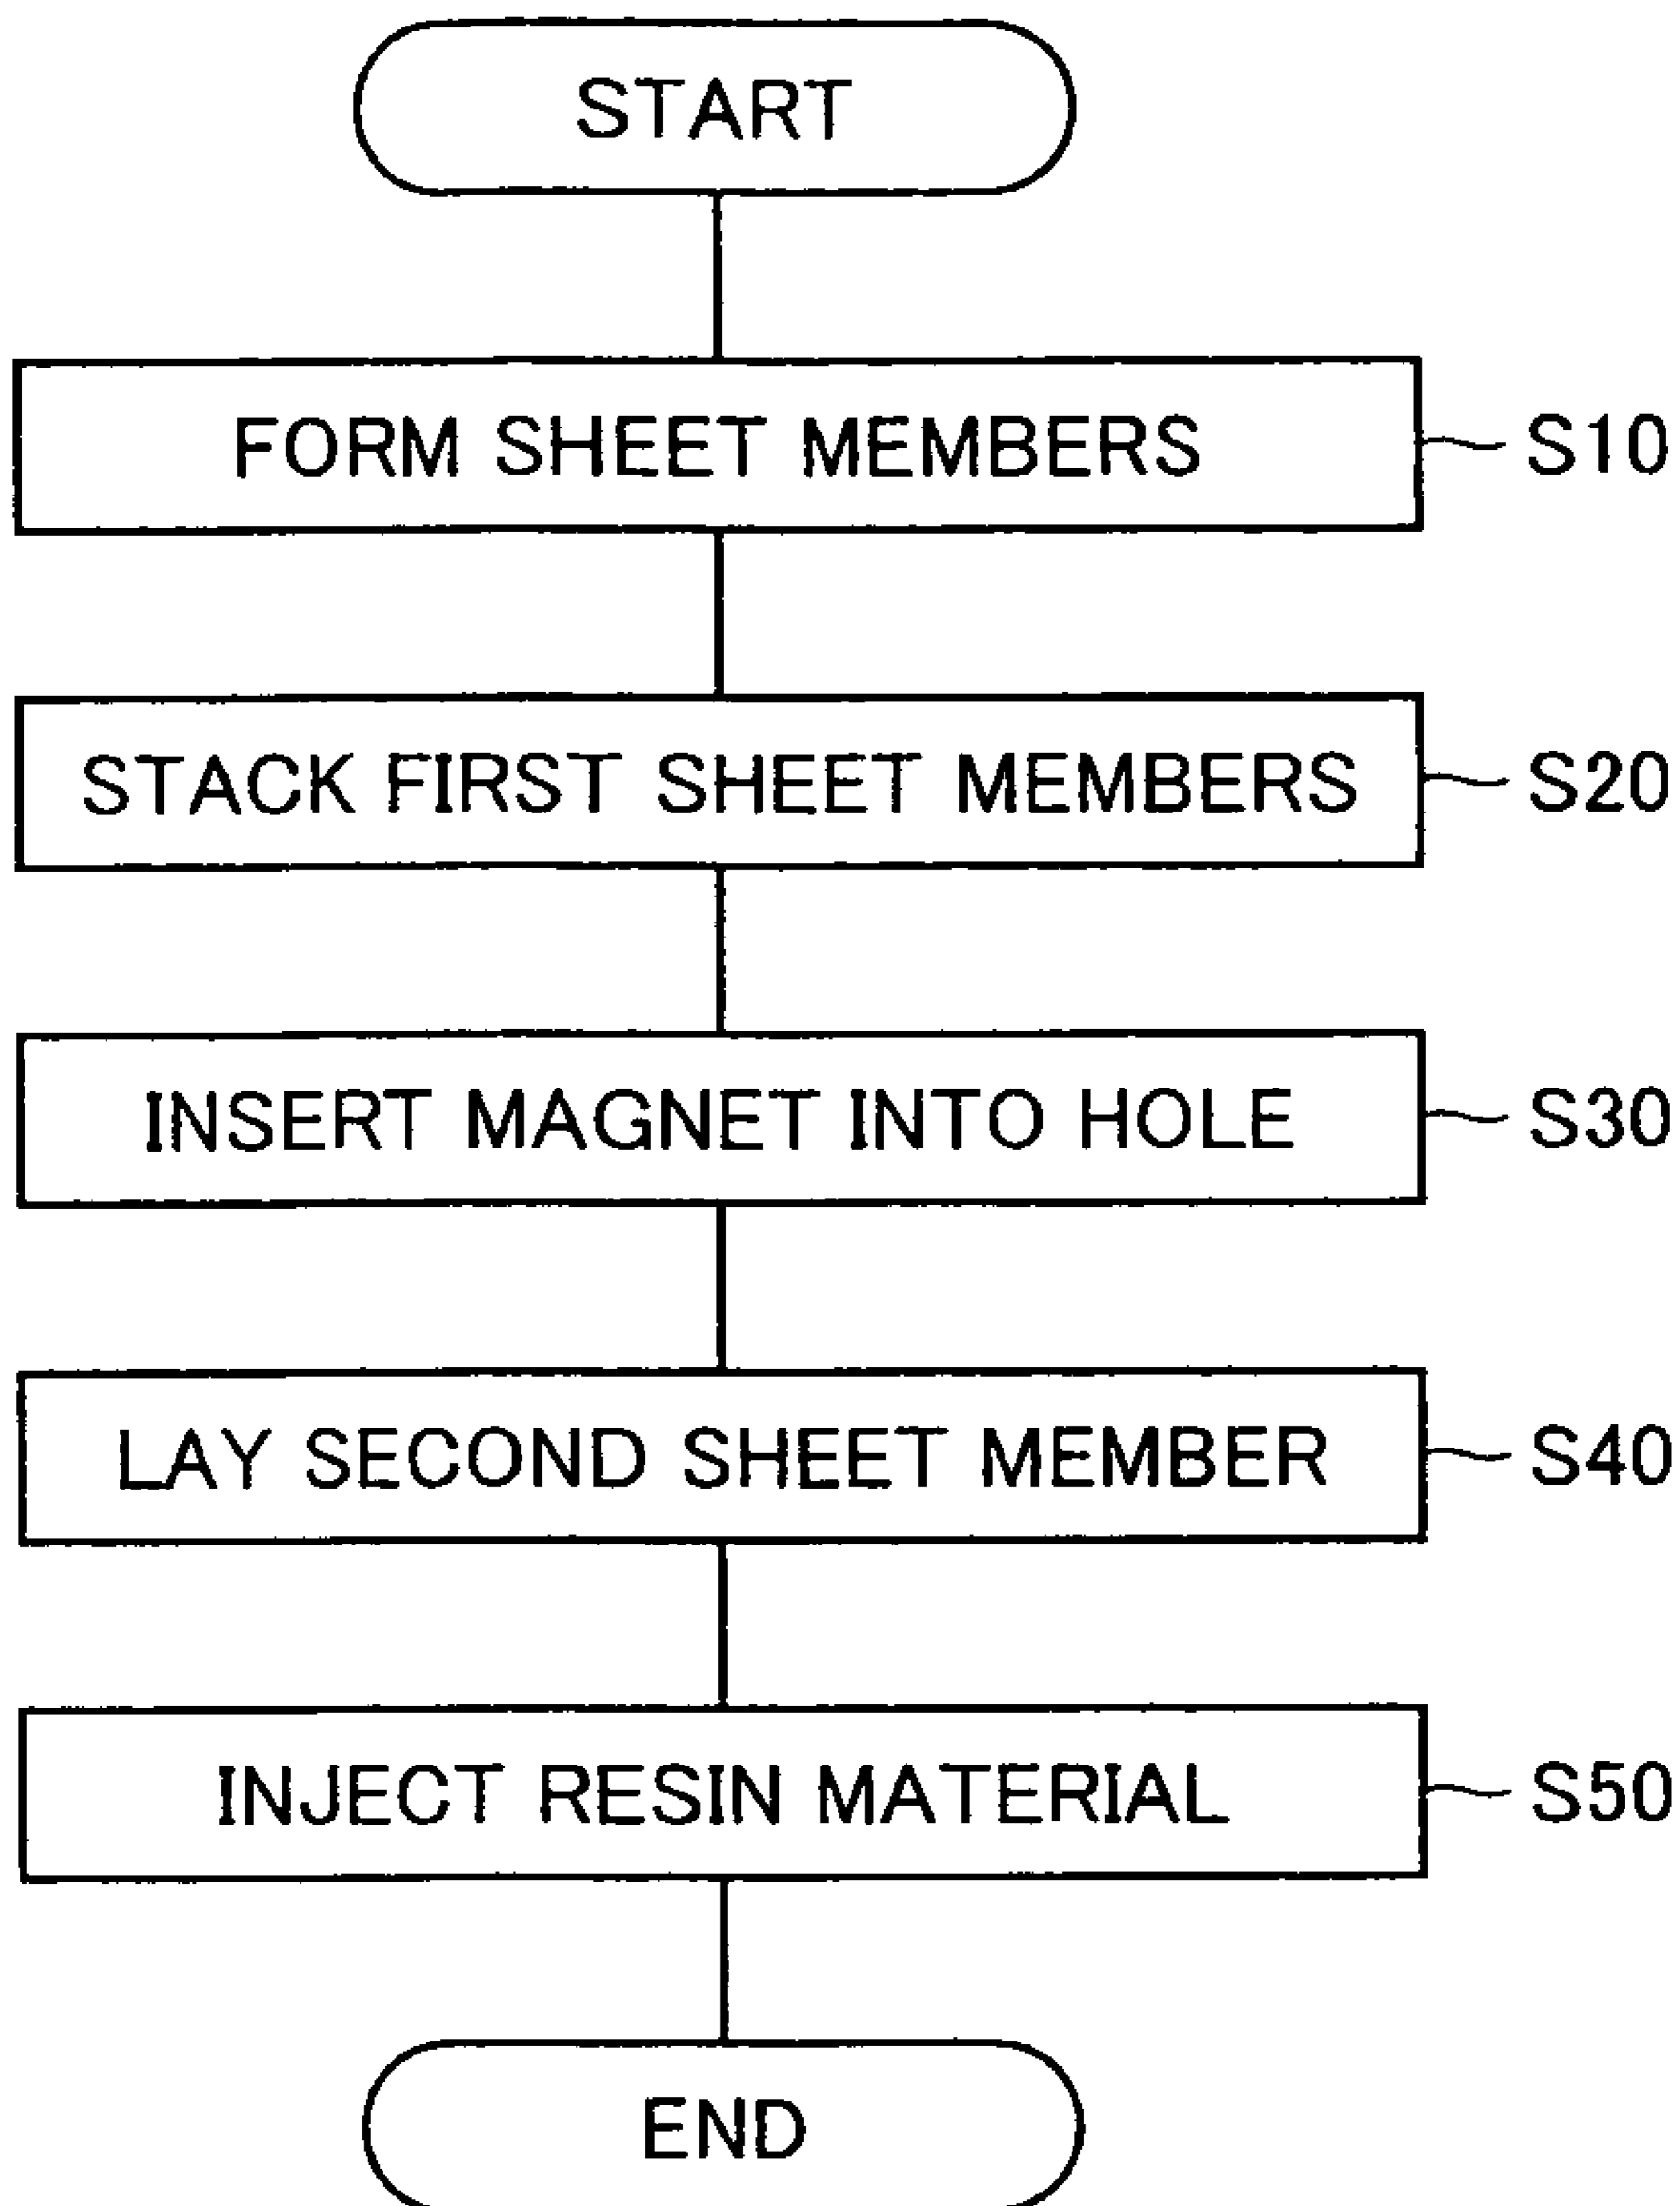 START
FORM SHEET MEMBERS
S10
STACK FIRST SHEET MEMBERS
S20
INSERT MAGNET INTO HOLE
S30
LAY SECOND SHEET MEMBER
S40
INJECT RESIN MATERIAL
S50
END